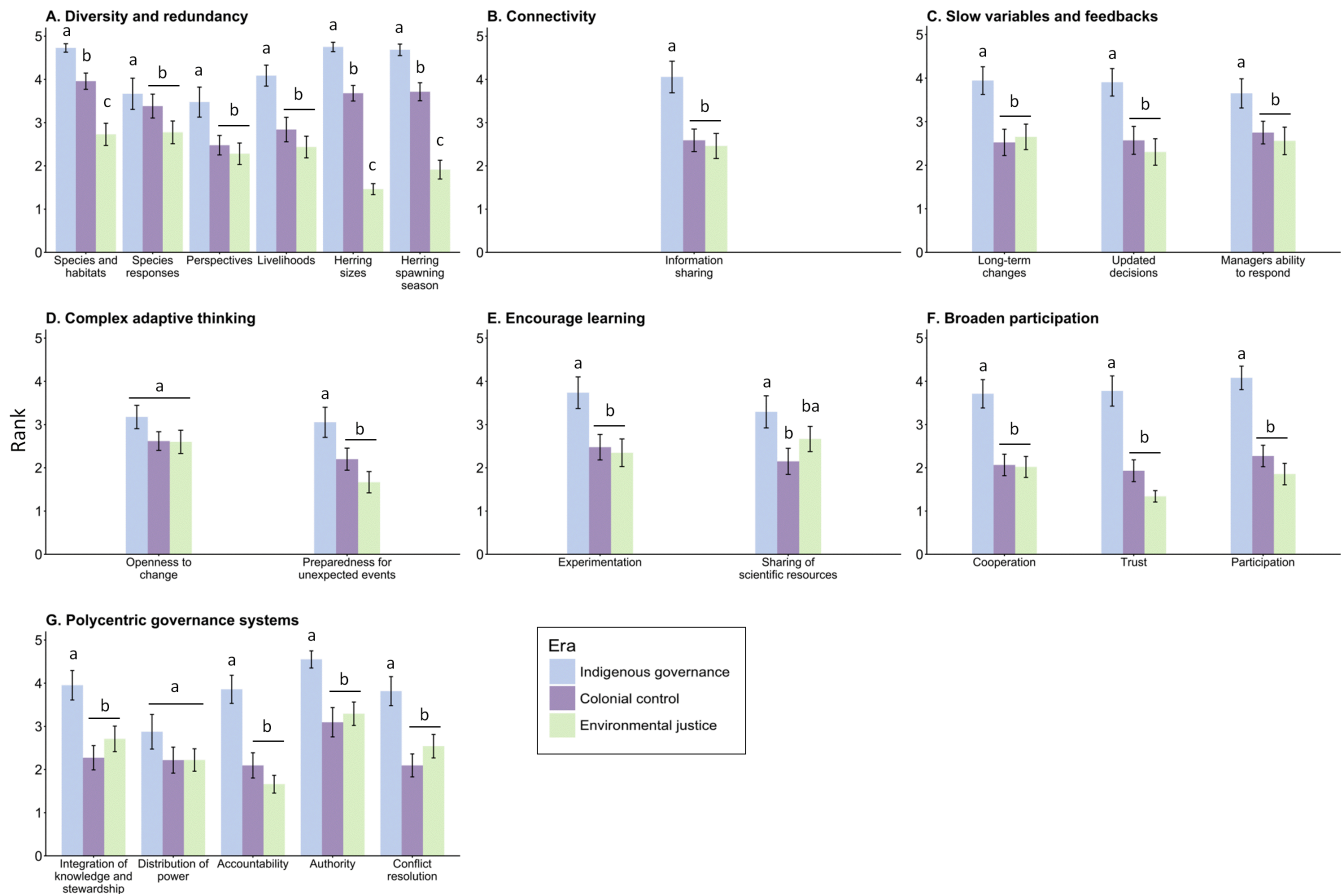 A. Diversity and redundancy
5
4
3
2
1
0
a
b
c
a
b
a
b
a
b
a
b
c
a
b
c
Species and
habitats
Species
responses
Perspectives
Livelihoods
Herring
sizes
Herring
spawning
season
B. Connectivity
5
4
3
2
1
0
a
b
Information
sharing
C. Slow variables and feedbacks
5
4
3
2
1
0
a
b
a
b
a
b
Long-term
changes
Updated
decisions
Managers ability
to respond
Rank
D. Complex adaptive thinking
5
4
3
2
1
0
a
a
b
Openness to
change
Preparedness for
unexpected events
E. Encourage learning
5
4
3
2
1
0
a
b
a
b
ba
Experimentation
Sharing of
scientific resources
F. Broaden participation
5
4
3
2
1
0
a
b
a
b
a
b
Cooperation
Trust
Participation
G. Polycentric governance systems
5
4
3
2
1
0
a
b
a
a
b
a
b
a
b
Integration of
knowledge and
stewardship
Distribution of
power
Accountability
Authority
Conflict
resolution
Era
Indigenous governance
Colonial control
Environmental justice